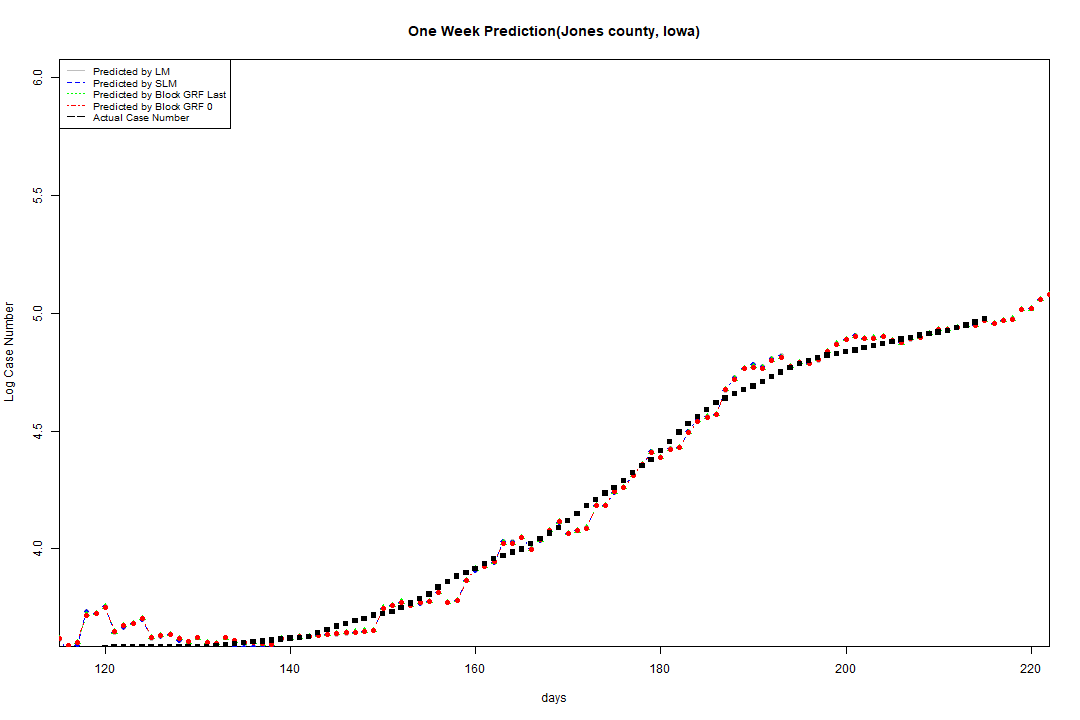 One Week Prediction(Jones county, Iowa)
Predicted by LM
Predicted by SLM
Predicted by Block GRF Last
Predicted by Block GRF 0
Actual Case Number
Log Case Number
6.0
5.5
5.0
4.5
4.0
120 140 160 180 200 220
days